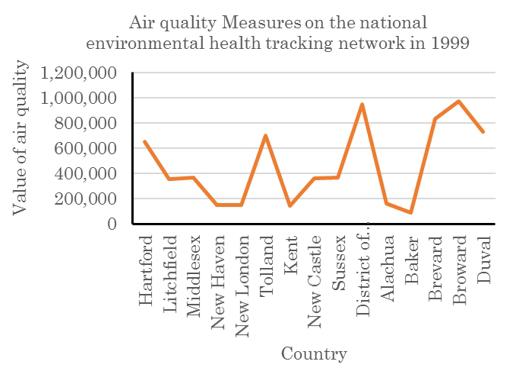 Air quality Measures on the national
environmental health tracking network in 1999
Value of air quality
1,200,000
1,000,000
800,000
600,000
400,000
200,000
0
Hartford
Litchfield
Middlesex
New Haven
New London
Tolland
Kent
New Castle
Sussex
District of…
Alachua
Baker
Brevard
Broward
Duval
Country